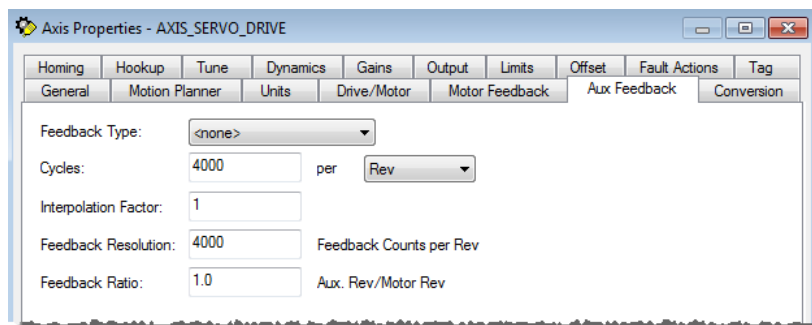 Axis Properties - AXIS_SERVO_DRIVE
Homing Hookup Tune Dynamics Gains Output Limits Offset Fault Actions Tag
General Motion Planner Units Drive/Motor Motor Feedback Aux Feedback Conversion
Feedback Type: <none>
Cycles: 4000 per Rev
Interpolation Factor: 1
Feedback Resolution: 4000 Feedback Counts per Rev
Feedback Ratio: 1.0 Aux. Rev/Motor Rev